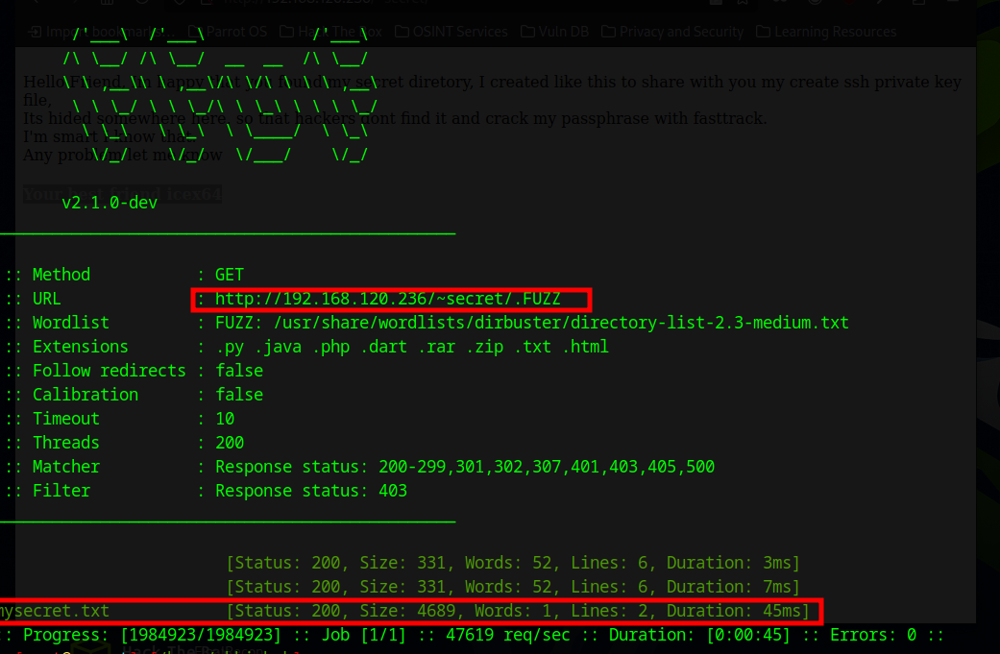 Import bookmarks... Parrot OS Hack The Box OSINT Services Vuln DB Privacy and Security Learning Resources
Hello Friend, happy that you found my secret diretory, I created like this to share with you my create ssh private key file,
Its hided somewhere here, so that hackers dont find it and crack my passphrase with fasttrack.
I'm smart I know that.
Any problem let me know
Your best friend icex64
v2.1.0-dev
:: Method : GET
:: URL : http://192.168.120.236/~secret/.FUZZ
:: Wordlist : FUZZ: /usr/share/wordlists/dirbuster/directory-list-2.3-medium.txt
:: Extensions : .py .java .php .dart .rar .zip .txt .html
:: Follow redirects : false
:: Calibration : false
:: Timeout : 10
:: Threads : 200
:: Matcher : Response status: 200-299,301,302,307,401,403,405,500
:: Filter : Response status: 403
[Status: 200, Size: 331, Words: 52, Lines: 6, Duration: 3ms]
[Status: 200, Size: 331, Words: 52, Lines: 6, Duration: 7ms]
mysecret.txt [Status: 200, Size: 4689, Words: 1, Lines: 2, Duration: 45ms]
:: Progress: [1984923/1984923] :: Job [1/1] :: 47619 req/sec :: Duration: [0:00:45] :: Errors: 0 ::